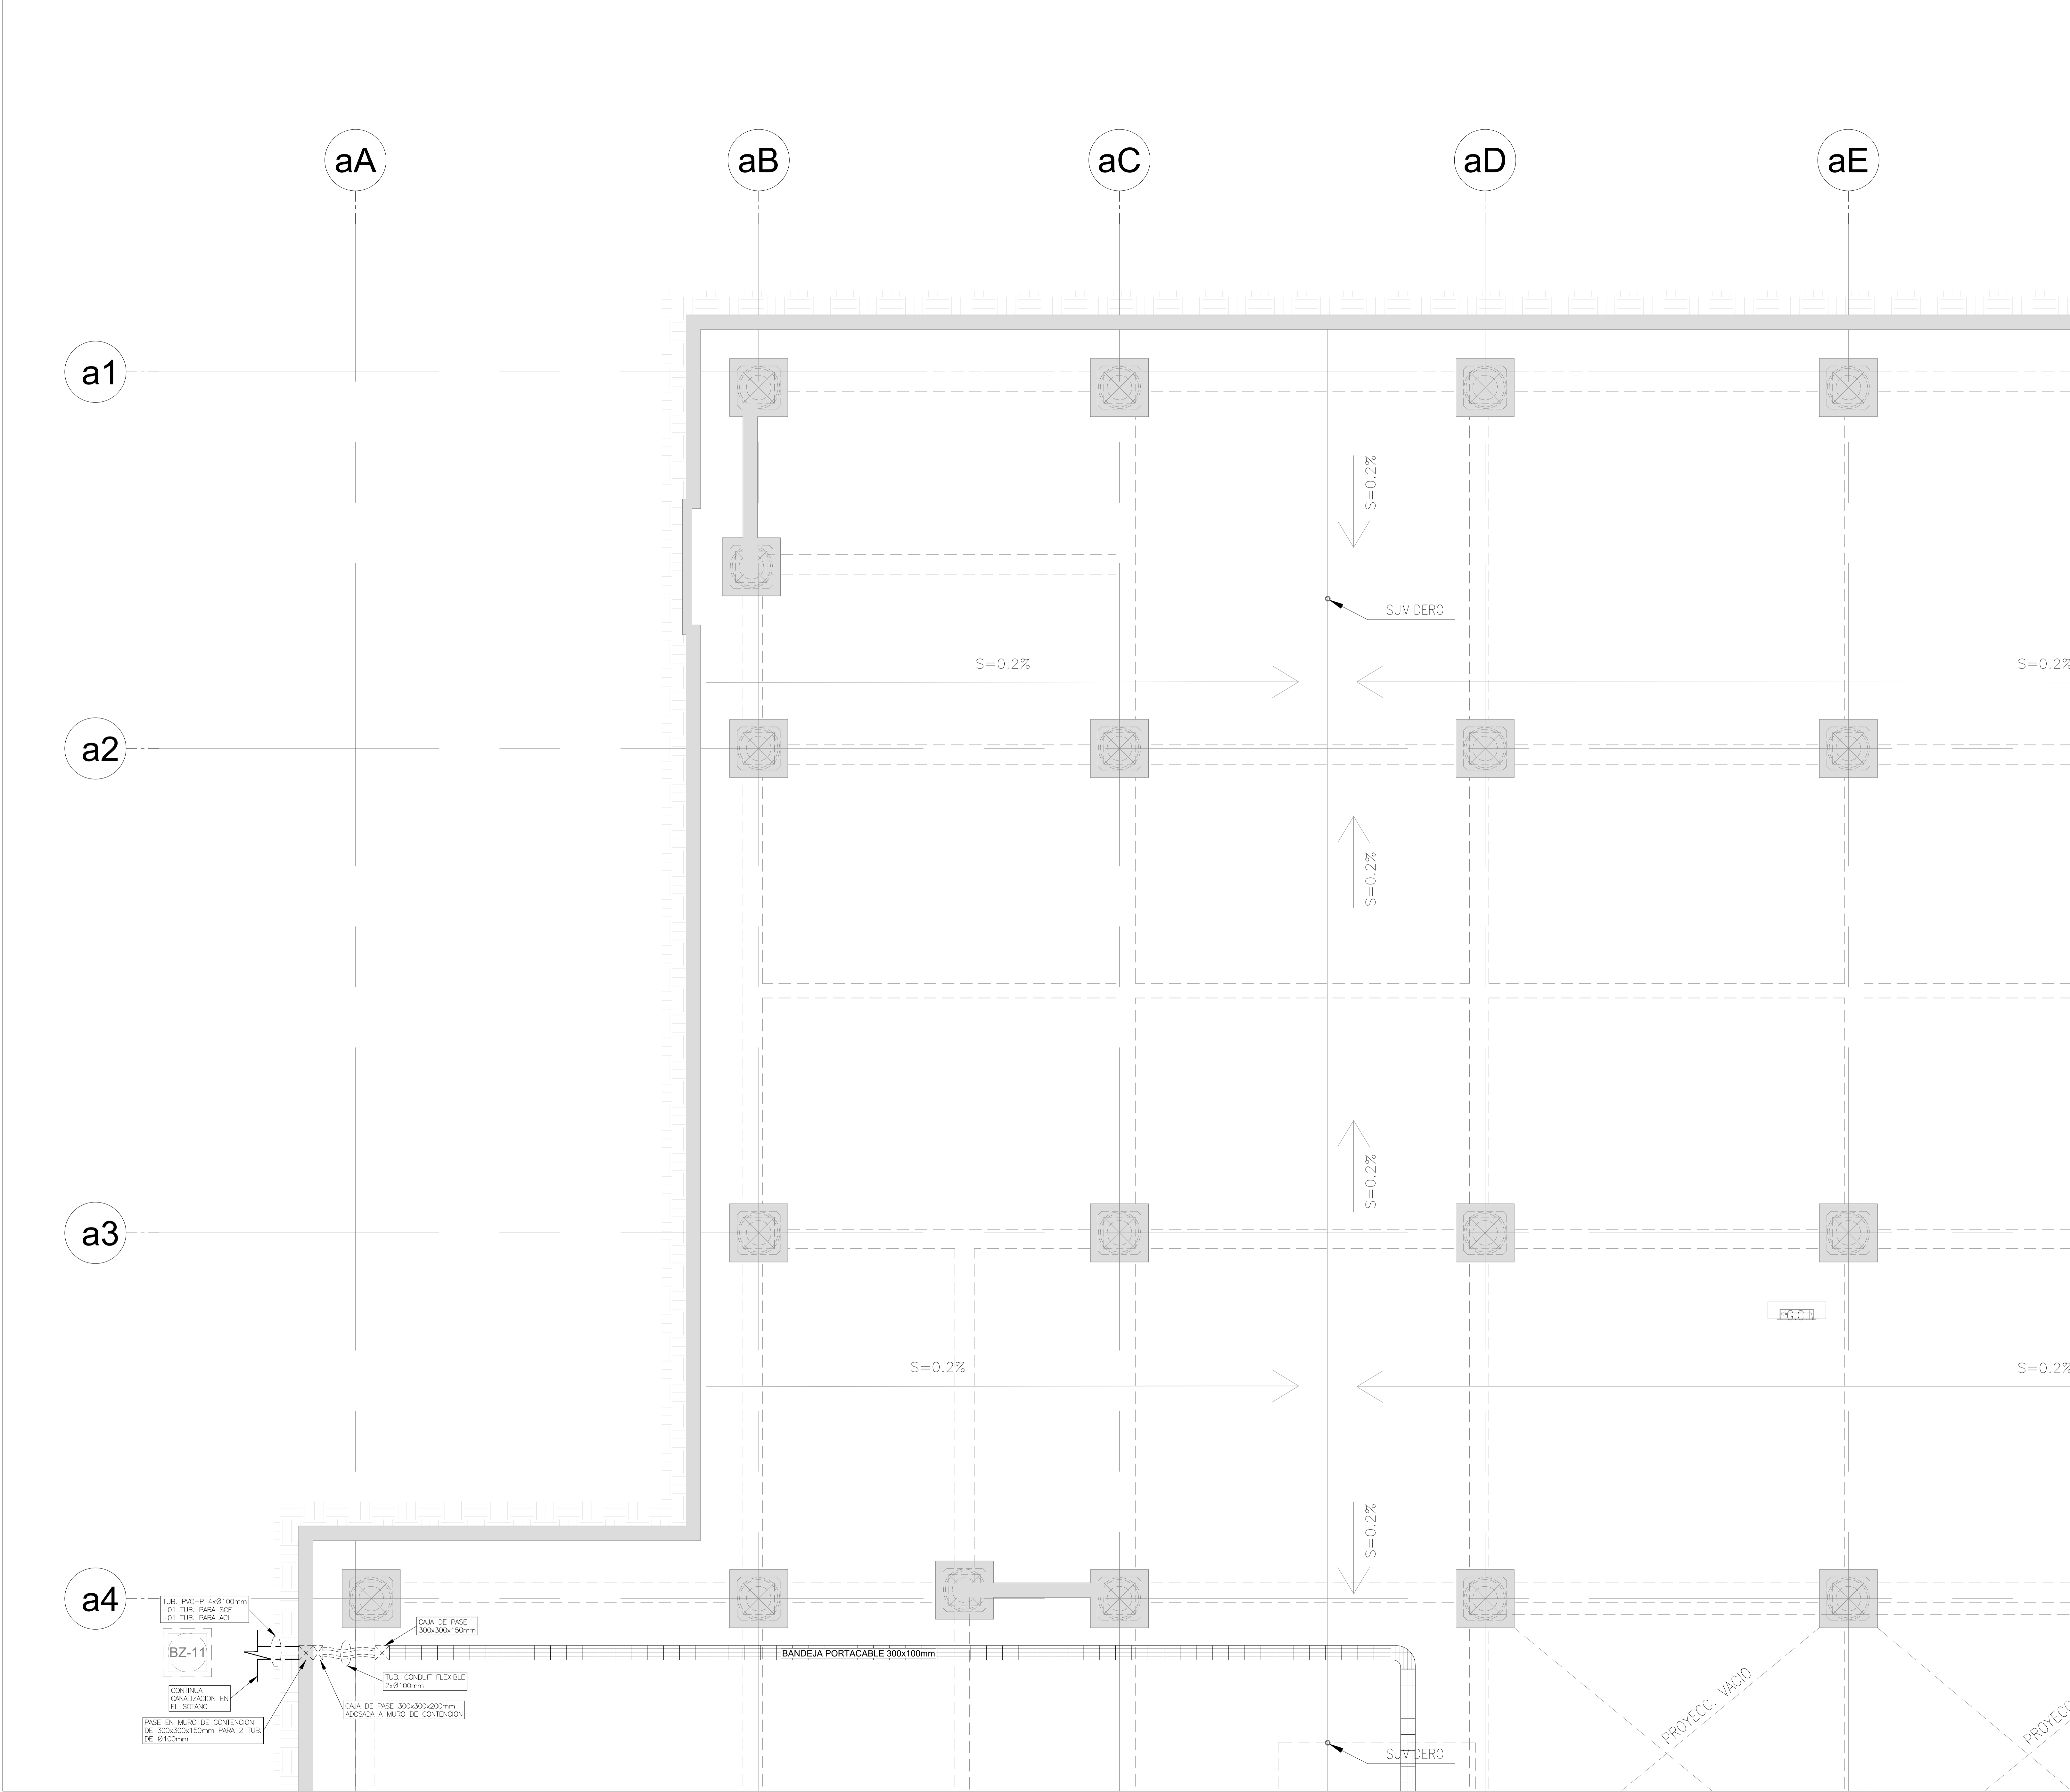 aA
aB
aC
aD
aE
a1
S=0.2%
SUMIDERO
S=0.2%
S=0.2%
a2
S=0.2%
S=0.2%
a3
S=0.2%
S=0.2%
S=0.2%
a4
TUB. PVC-P 4xØ100mm
-01 TUB. PARA SCE
-01 TUB. PARA ACI
CAJA DE PASE
300x300x150mm
BZ-11
BANDEJA PORTACABLE 300x100mm
TUB. CONDUIT FLEXIBLE
2xØ100mm
CONTINUA
CANALIZACION EN
EL SOTANO
CAJA DE PASE 300x300x200mm
ADOSADA A MURO DE CONTENCION
PASE EN MURO DE CONTENCION
DE 300x300x150mm PARA 2 TUB.
DE Ø100mm
PROYECC. VACIO
PROYECC
SUMIDERO